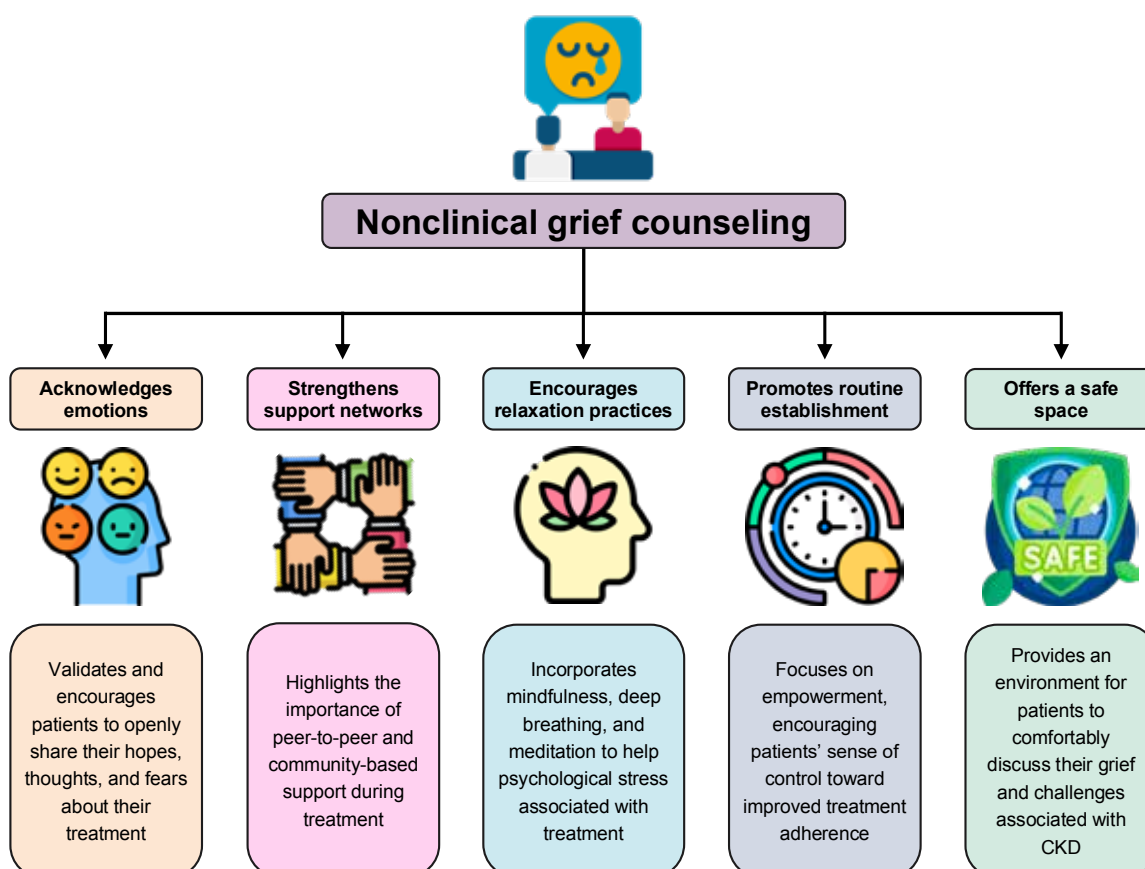 Nonclinical grief counseling
Acknowledges
emotions
Strengthens
support networks
Encourages
relaxation practices
Promotes routine
establishment
Offers a safe
space
SAFE
Validates and
encourages
patients to openly
share their hopes,
thoughts, and fears
about their
treatment
Highlights the
importance of
peer-to-peer and
community-based
support during
treatment
Incorporates
mindfulness, deep
breathing, and
meditation to help
psychological stress
associated with
treatment
Focuses on
empowerment,
encouraging
patients’ sense of
control toward
improved treatment
adherence
Provides an
environment for
patients to
comfortably
discuss their grief
and challenges
associated with
CKD